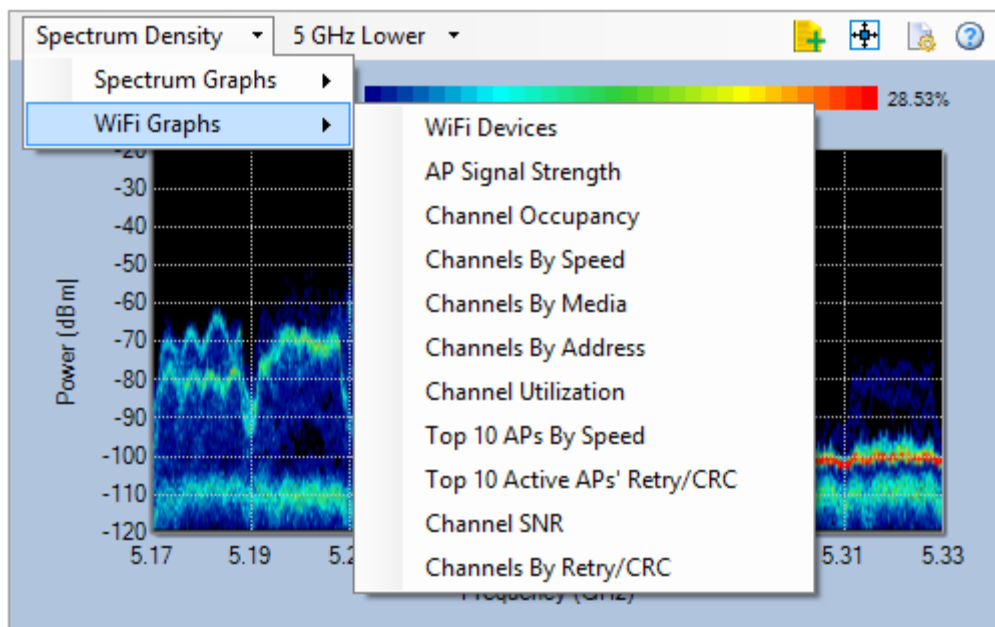 Spectrum Density 5 GHz Lower
Spectrum Graphs
WiFi Graphs
28.53%
WiFi Devices
AP Signal Strength
Channel Occupancy
Channels By Speed
Channels By Media
Channels By Address
Channel Utilization
Top 10 APs By Speed
Top 10 Active APs' Retry/CRC
Channel SNR
Channels By Retry/CRC
Power (dBm)
-20
-30
-40
-50
-60
-70
-80
-90
-100
-110
-120
5.17 5.19 5.31 5.33
Frequency (GHz)